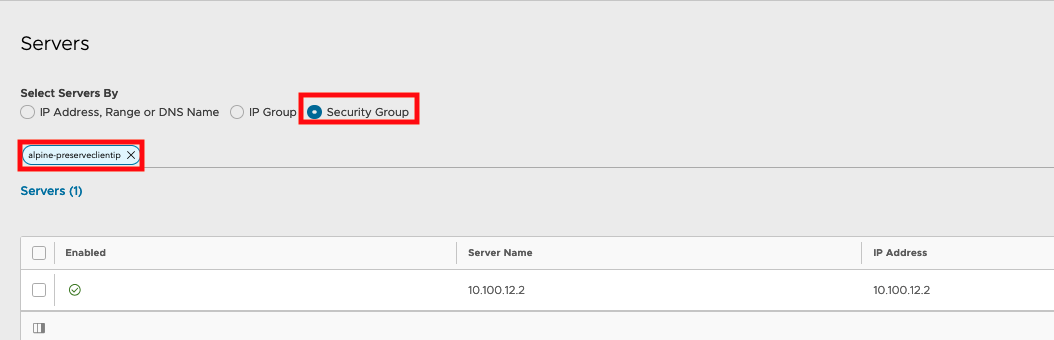 Servers
Select Servers By
IP Address, Range or DNS Name IP Group Security Group
alpine-preserveclientip
Servers (1)
Enabled Server Name IP Address
10.100.12.2 10.100.12.2